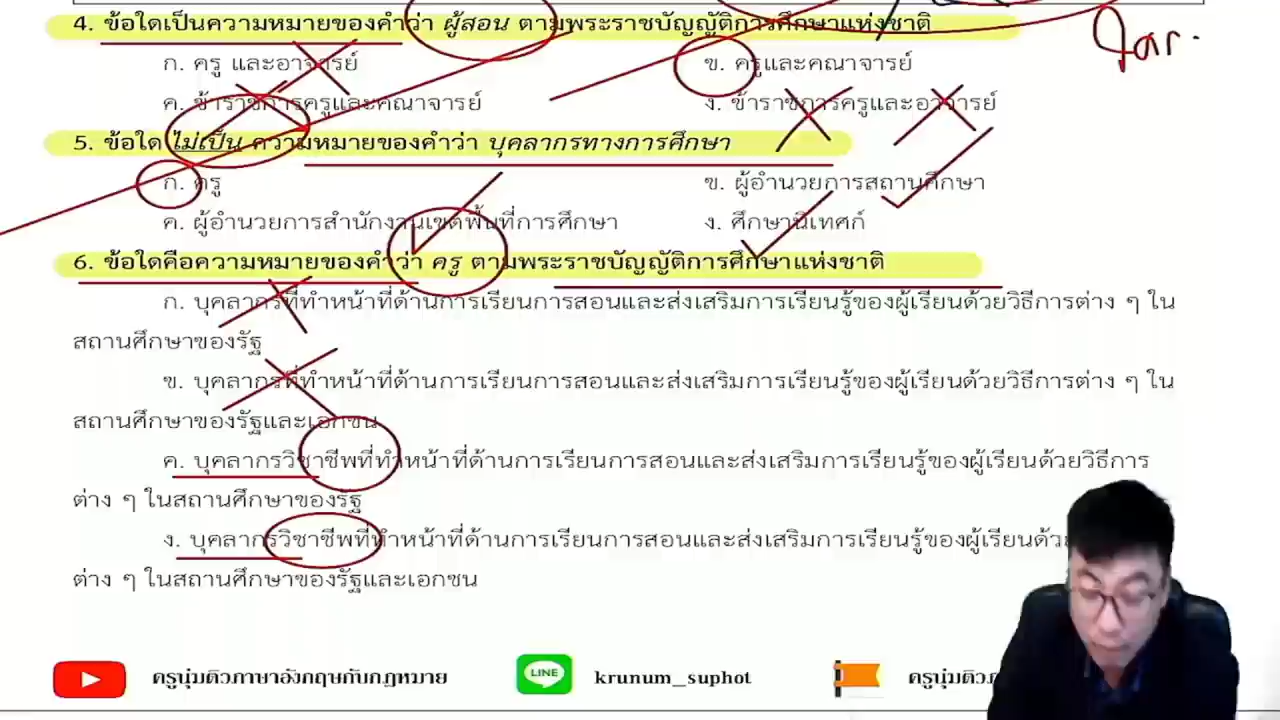 4. ข้อใดเป็นความหมายของคำว่า ผู้สอน ตามพระราชบัญญัติการศึกษาแห่งชาติ
ก. ครู และอาจารย์ ข. ครูและคณาจารย์
ค. ข้าราชการครูและคณาจารย์ ง. ข้าราชการครูและอาจารย์
5. ข้อใด ไม่เป็น ความหมายของคำว่า บุคลากรทางการศึกษา
ก. ครู ข. ผู้อำนวยการสถานศึกษา
ค. ผู้อำนวยการสำนักงานเขตพื้นที่การศึกษา ง. ศึกษานิเทศก์
6. ข้อใดคือความหมายของคำว่า ครู ตามพระราชบัญญัติการศึกษาแห่งชาติ
ก. บุคลากรที่ทำหน้าที่ด้านการเรียนการสอนและส่งเสริมการเรียนรู้ของผู้เรียนด้วยวิธีการต่าง ๆ ใน
สถานศึกษาของรัฐ
ข. บุคลากรที่ทำหน้าที่ด้านการเรียนการสอนและส่งเสริมการเรียนรู้ของผู้เรียนด้วยวิธีการต่าง ๆ ใน
สถานศึกษาของรัฐและเอกชน
ค. บุคลากรวิชาชีพที่ทำหน้าที่ด้านการเรียนการสอนและส่งเสริมการเรียนรู้ของผู้เรียนด้วยวิธีการ
ต่าง ๆ ในสถานศึกษาของรัฐ
ง. บุคลากรวิชาชีพที่ทำหน้าที่ด้านการเรียนการสอนและส่งเสริมการเรียนรู้ของผู้เรียนด้วย
ต่าง ๆ ในสถานศึกษาของรัฐและเอกชน
ครูนุ่มติวภาษาอังกฤษกับกฎหมาย LINE krunum_suphot ครูนุ่มติว